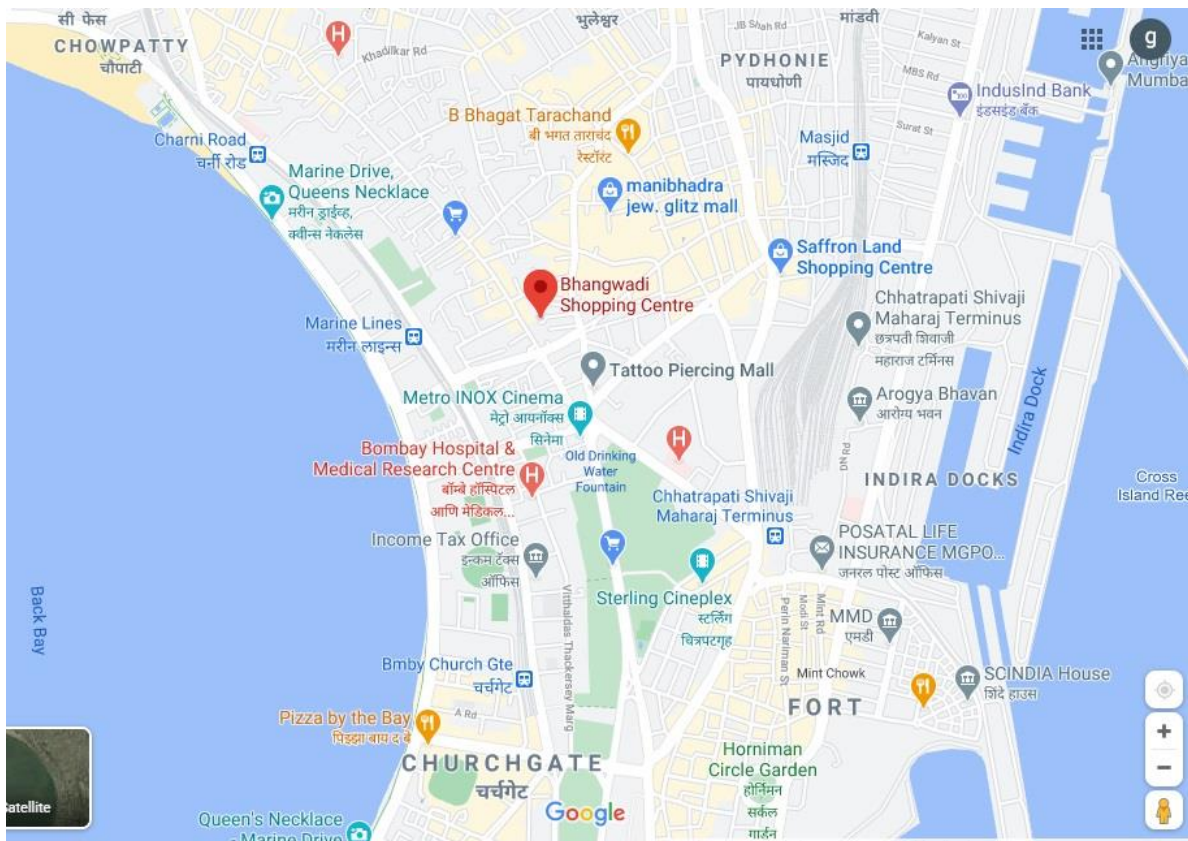 सी फेस
CHOWPATTY
चौपाटी
Khadilkar Rd
भुलेश्वर
JB Shah Rd
मांडवी
Kalyan St
g
PYDHONIE
पायधोणी
MBS Rd
Mumba
IndusInd Bank
इंडसइंड बँक
Surat St
B Bhagat Tarachand
बी भगत ताराचंद
रेस्टॉरंट
Charni Road
चर्नी रोड
Masjid
मस्जिद
Marine Drive,
Queens Necklace
मरीन ड्राईव्ह,
क्वीन्स नेकलेस
manibhadra
jew. glitz mall
Saffron Land
Shopping Centre
Bhangwadi
Shopping Centre
Chhatrapati Shivaji
Maharaj Terminus
छत्रपती शिवाजी
महाराज टर्मिनस
Marine Lines
मरीन लाइन्स
Tattoo Piercing Mall
Metro INOX Cinema
मेट्रो आयनॉक्स
सिनेमा
Arogya Bhavan
आरोग्य भवन
Indira Dock
Bombay Hospital &
Medical Research Centre
बॉम्बे हॉस्पिटल
आणि मेडिकल...
Old Drinking
Water
Fountain
DN Rd
INDIRA DOCKS
Cross
Island Ree
Chhatrapati Shivaji
Maharaj Terminus
Income Tax Office
इन्कम टॅक्स
ऑफिस
POSATAL LIFE
INSURANCE MGPO...
जनरल पोस्ट ऑफिस
Back Bay
Vitthaldas Thackersey Marg
Sterling Cineplex
स्टर्लिंग
चित्रपटगृह
Perin Nariman St
Modi St
Mint Rd
MMD
एमडी
Bmby Church Gte
चर्चगेट
Mint Chowk
SCINDIA House
शिंदे हाउस
FORT
Pizza by the Bay
पिझ्झा बाय द बे
A Rd
CHURCHGATE
चर्चगेट
Horniman
Circle Garden
होर्निमन
सर्कल
गार्डन
Satellite
Google
Queen's Necklace
- Marine Drive